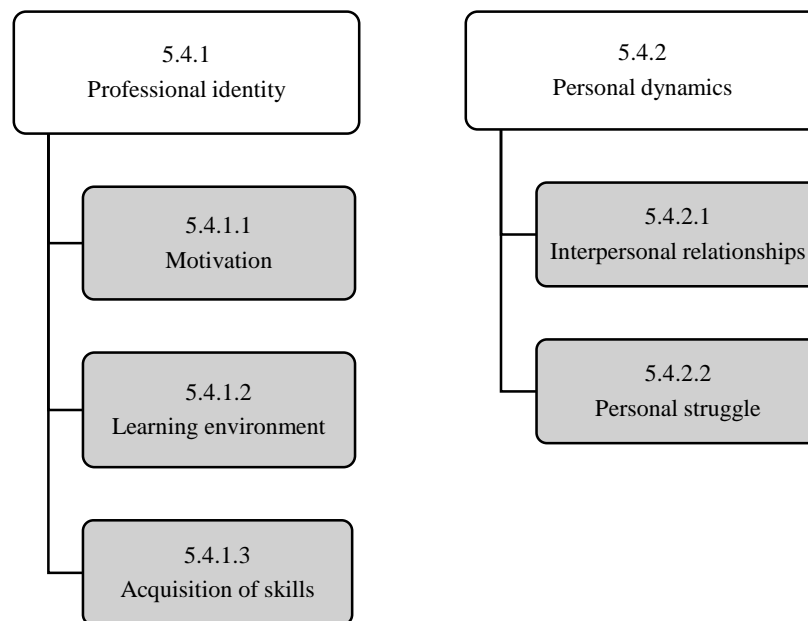 5.4.1
Professional identity
5.4.1.1
Motivation
5.4.1.2
Learning environment
5.4.1.3
Acquisition of skills
5.4.2
Personal dynamics
5.4.2.1
Interpersonal relationships
5.4.2.2
Personal struggle